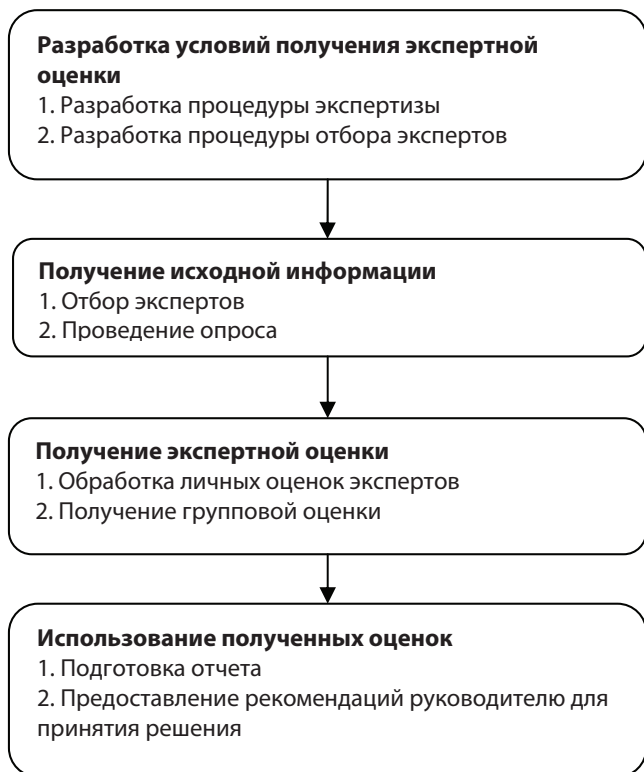 Разработка условий получения экспертной
оценки
1. Разработка процедуры экспертизы
2. Разработка процедуры отбора экспертов
Получение исходной информации
1. Отбор экспертов
2. Проведение опроса
Получение экспертной оценки
1. Обработка личных оценок экспертов
2. Получение групповой оценки
Использование полученных оценок
1. Подготовка отчета
2. Предоставление рекомендаций руководителю для
принятия решения